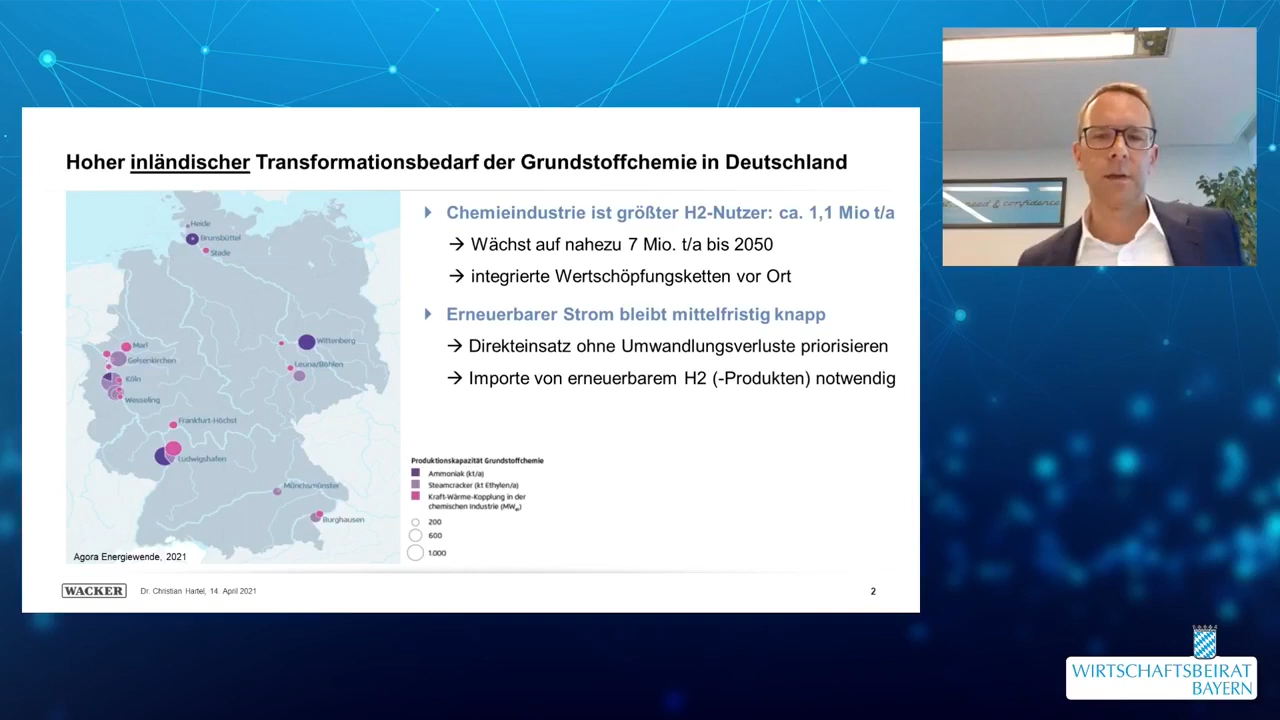 Hoher inländischer Transformationsbedarf der Grundstoffchemie in Deutschland
Heide
Brunsbüttel
Stade
Marl
Gelsenkirchen
Köln
Wesseling
Wittenberg
Leuna/Böhlen
Frankfurt-Höchst
Ludwigshafen
Münchsmünster
Burghausen
Agora Energiewende, 2021
Chemieindustrie ist größter H2-Nutzer: ca. 1,1 Mio t/a
→ Wächst auf nahezu 7 Mio. t/a bis 2050
→ integrierte Wertschöpfungsketten vor Ort
Erneuerbarer Strom bleibt mittelfristig knapp
→ Direkteinsatz ohne Umwandlungsverluste priorisieren
→ Importe von erneuerbarem H2 (-Produkten) notwendig
Produktionskapazität Grundstoffchemie
Ammoniak (kt/a)
Steamcracker (kt Ethylen/a)
Kraft-Wärme-Kopplung in der
chemischen Industrie (MWel)
200
600
1.000
WACKER
Dr. Christian Hartel, 14. April 2021
2
need & confidence
WIRTSCHAFTSBEIRAT
BAYERN